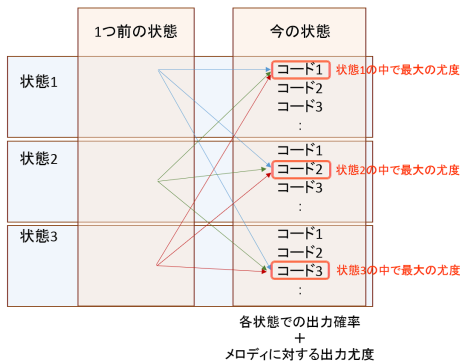 1つ前の状態
今の状態
状態1
コード1
状態1の中で最大の尤度
コード2
コード3
:
状態2
コード1
コード2
状態2の中で最大の尤度
コード3
:
状態3
コード1
コード2
コード3
状態3の中で最大の尤度
:
各状態での出力確率
+
メロディに対する出力尤度